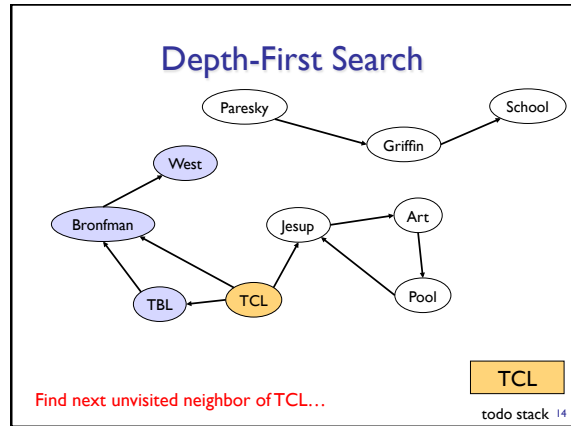 Depth-First Search
Paresky
School
Griffin
West
Bronfman
Jesup
Art
TBL
TCL
Pool
TCL
Find next unvisited neighbor of TCL…
todo stack 14